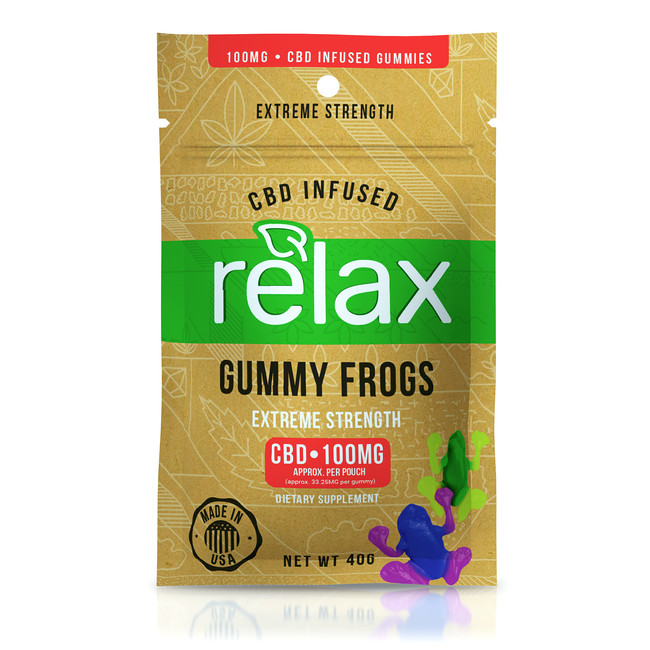 100MG • CBD INFUSED GUMMIES
EXTREME STRENGTH
CBD INFUSED
relax
GUMMY FROGS
EXTREME STRENGTH
CBD•100MG
APPROX. PER POUCH
(approx. 33.25MG per gummy)
DIETARY SUPPLEMENT
MADE IN
USA
NET WT 40G